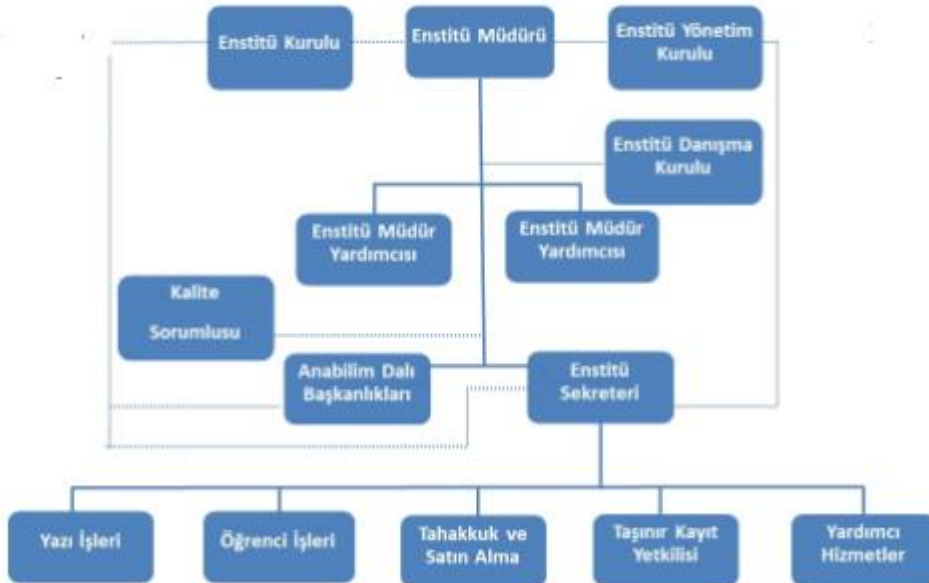 Enstitü Kurulu
Enstitü Müdürü
Enstitü Yönetim
Kurulu
Enstitü Danışma
Kurulu
Enstitü Müdür
Yardımcısı
Enstitü Müdür
Yardımcısı
Kalite
Sorumlusu
Anabilim Dalı
Başkanlıkları
Enstitü
Sekreteri
Yazı İşleri
Öğrenci İşleri
Tahakkuk ve
Satın Alma
Taşınır Kayıt
Yetkilisi
Yardımcı
Hizmetler